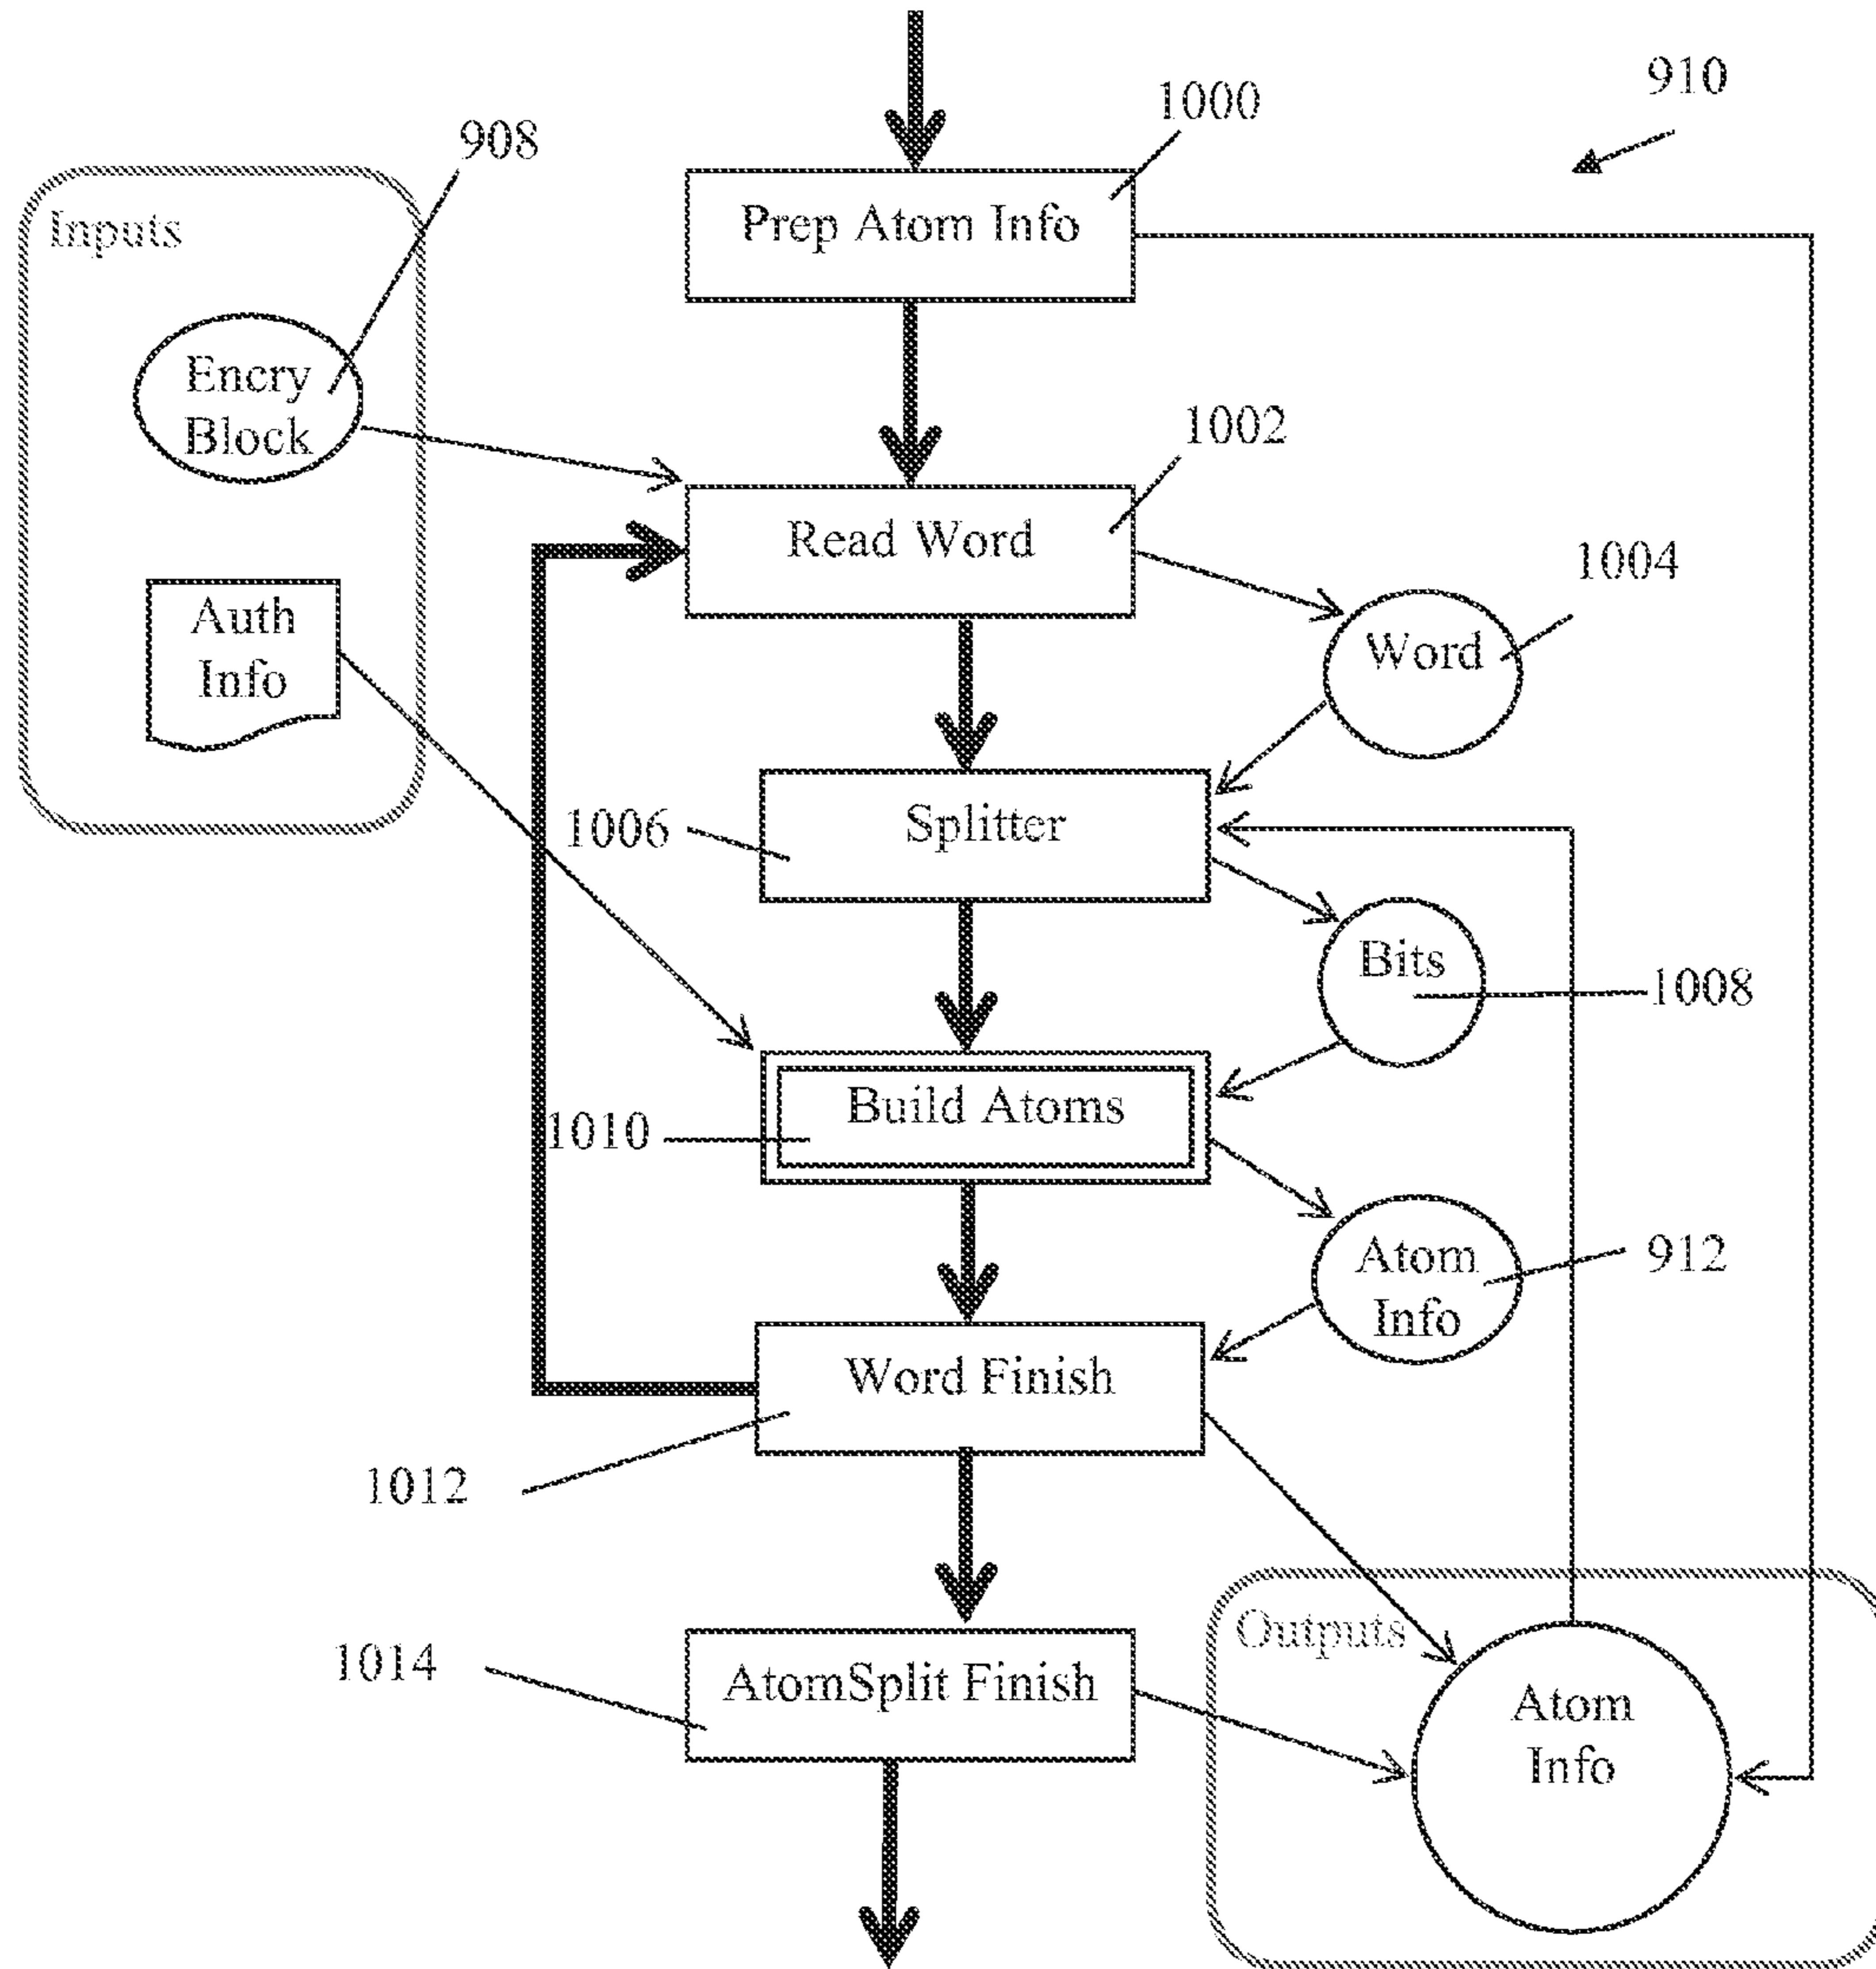 910
1000
908
Prep Atom Info
Inputs
Encry
Block
1002
Read Word
1004
Auth
Info
Word
1006
Splitter
Bits
1008
Build Atoms
1010
Atom
Info
912
Word Finish
1012
Outputs
1014
AtomSplit Finish
Atom
Info